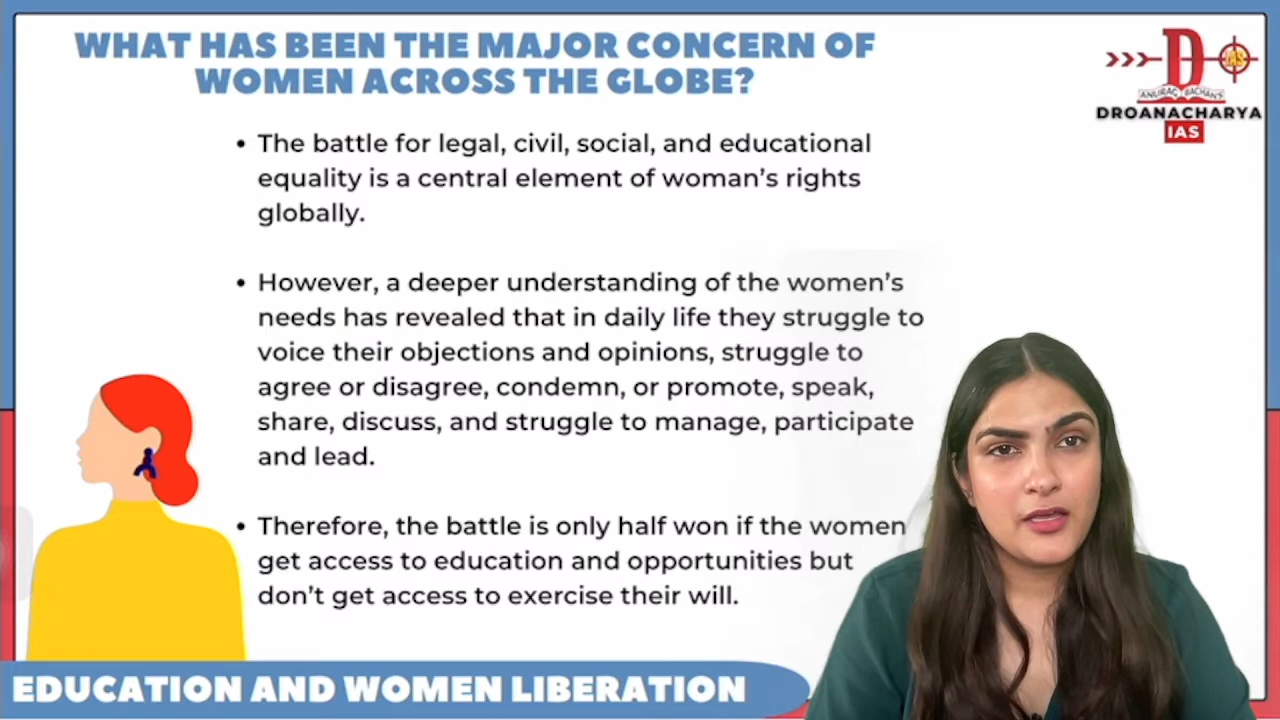 WHAT HAS BEEN THE MAJOR CONCERN OF
WOMEN ACROSS THE GLOBE?
D
IAS
ANURAG BACHAN'S
DROANACHARYA
IAS
• The battle for legal, civil, social, and educational
equality is a central element of woman's rights
globally.
• However, a deeper understanding of the women's
needs has revealed that in daily life they struggle to
voice their objections and opinions, struggle to
agree or disagree, condemn, or promote, speak,
share, discuss, and struggle to manage, participate
and lead.
• Therefore, the battle is only half won if the women
get access to education and opportunities but
don't get access to exercise their will.
EDUCATION AND WOMEN LIBERATION